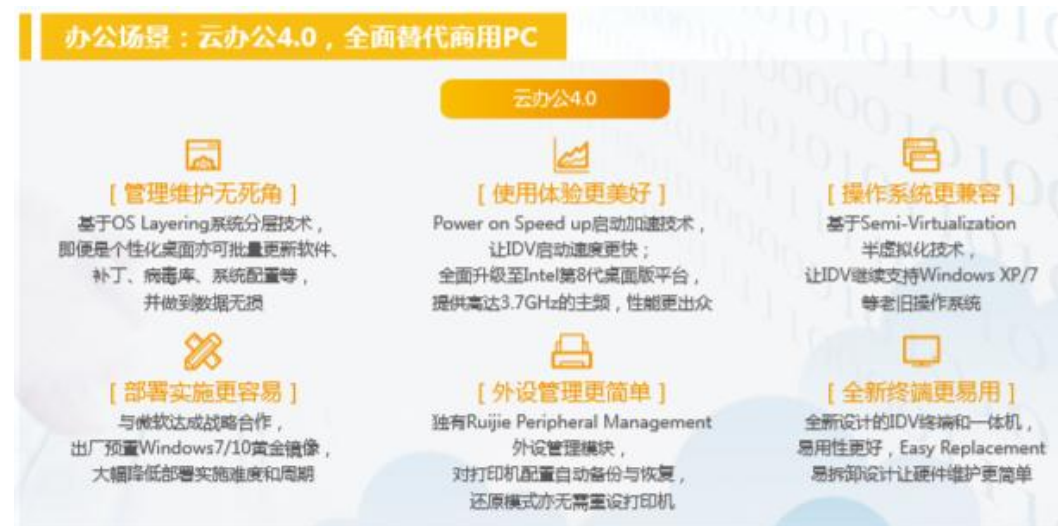 办公场景：云办公4.0，全面替代商用PC
云办公4.0
[ 管理维护无死角 ]
基于OS Layering系统分层技术，
即便是个性化桌面亦可批量更新软件、
补丁、病毒库、系统配置等，
并做到数据无损
[ 使用体验更美好 ]
Power on Speed up启动加速技术，
让IDV启动速度更快；
全面升级至Intel第8代桌面版平台，
提供高达3.7GHz的主频，性能更出众
[ 操作系统更兼容 ]
基于Semi-Virtualization
半虚拟化技术，
让IDV继续支持Windows XP/7
等老旧操作系统
[ 部署实施更容易 ]
与微软达成战略合作，
出厂预置Windows7/10黄金镜像，
大幅降低部署实施难度和周期
[ 外设管理更简单 ]
独有Ruijie Peripheral Management
外设管理模块，
对打印机配置自动备份与恢复，
还原模式亦无需重设打印机
[ 全新终端更易用 ]
全新设计的IDV终端和一体机，
易用性更好，Easy Replacement
易拆卸设计让硬件维护更简单